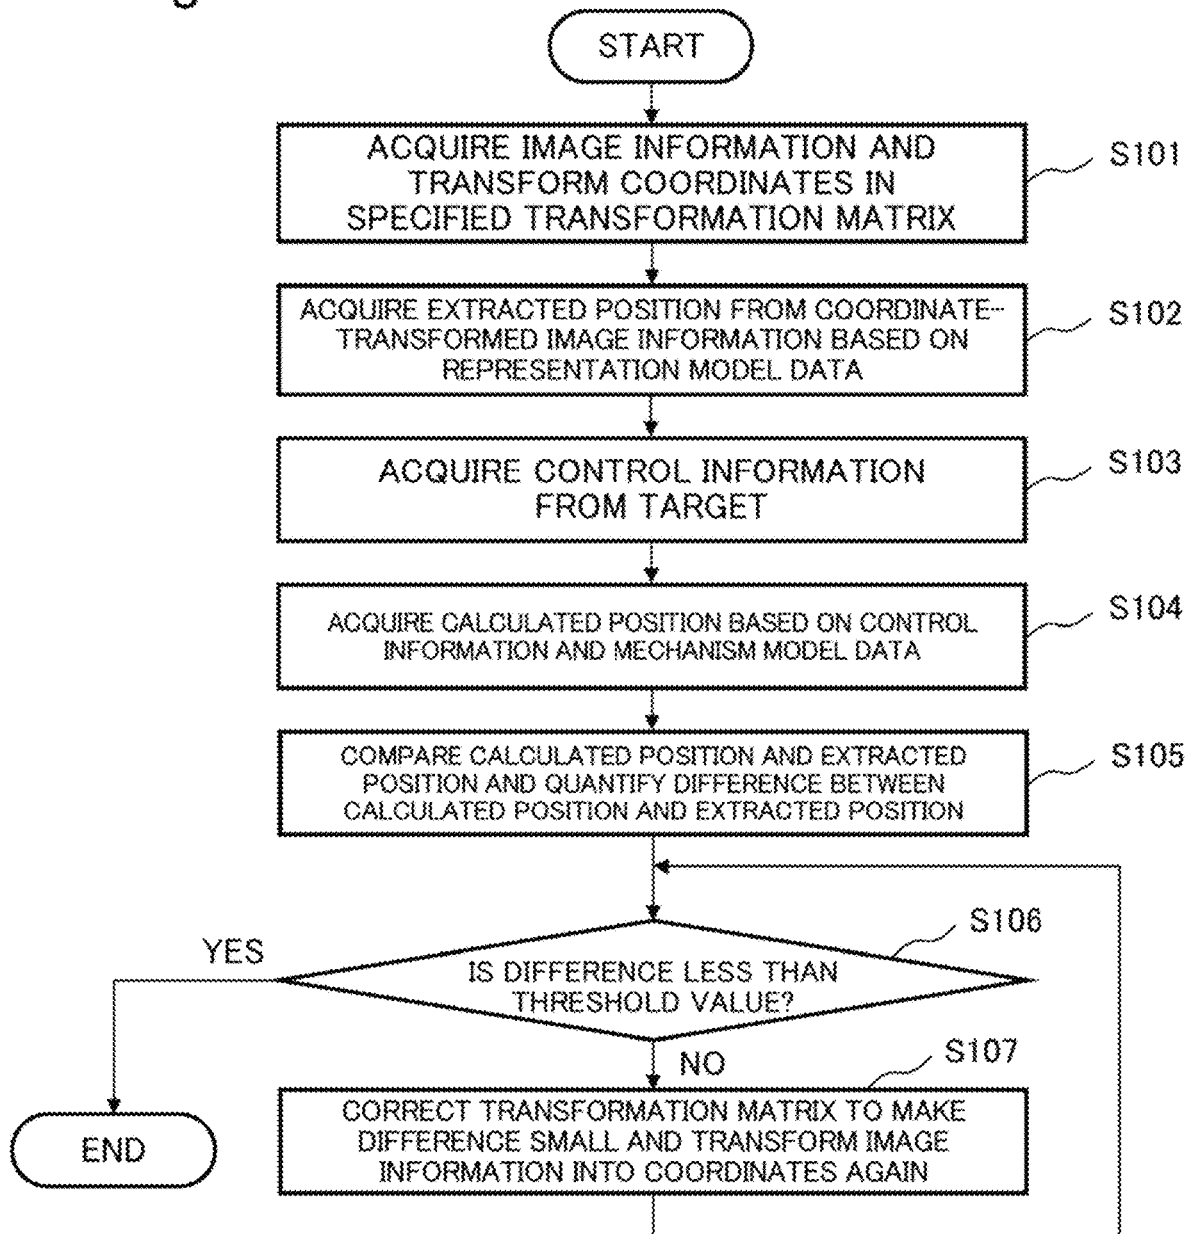 START
ACQUIRE IMAGE INFORMATION AND
TRANSFORM COORDINATES IN
SPECIFIED TRANSFORMATION MATRIX
S101
ACQUIRE EXTRACTED POSITION FROM COORDINATE-
TRANSFORMED IMAGE INFORMATION BASED ON
REPRESENTATION MODEL DATA
S102
ACQUIRE CONTROL INFORMATION
FROM TARGET
S103
ACQUIRE CALCULATED POSITION BASED ON CONTROL
INFORMATION AND MECHANISM MODEL DATA
S104
COMPARE CALCULATED POSITION AND EXTRACTED
POSITION AND QUANTIFY DIFFERENCE BETWEEN
CALCULATED POSITION AND EXTRACTED POSITION
S105
S106
YES
IS DIFFERENCE LESS THAN
THRESHOLD VALUE?
NO
S107
CORRECT TRANSFORMATION MATRIX TO MAKE
DIFFERENCE SMALL AND TRANSFORM IMAGE
INFORMATION INTO COORDINATES AGAIN
END